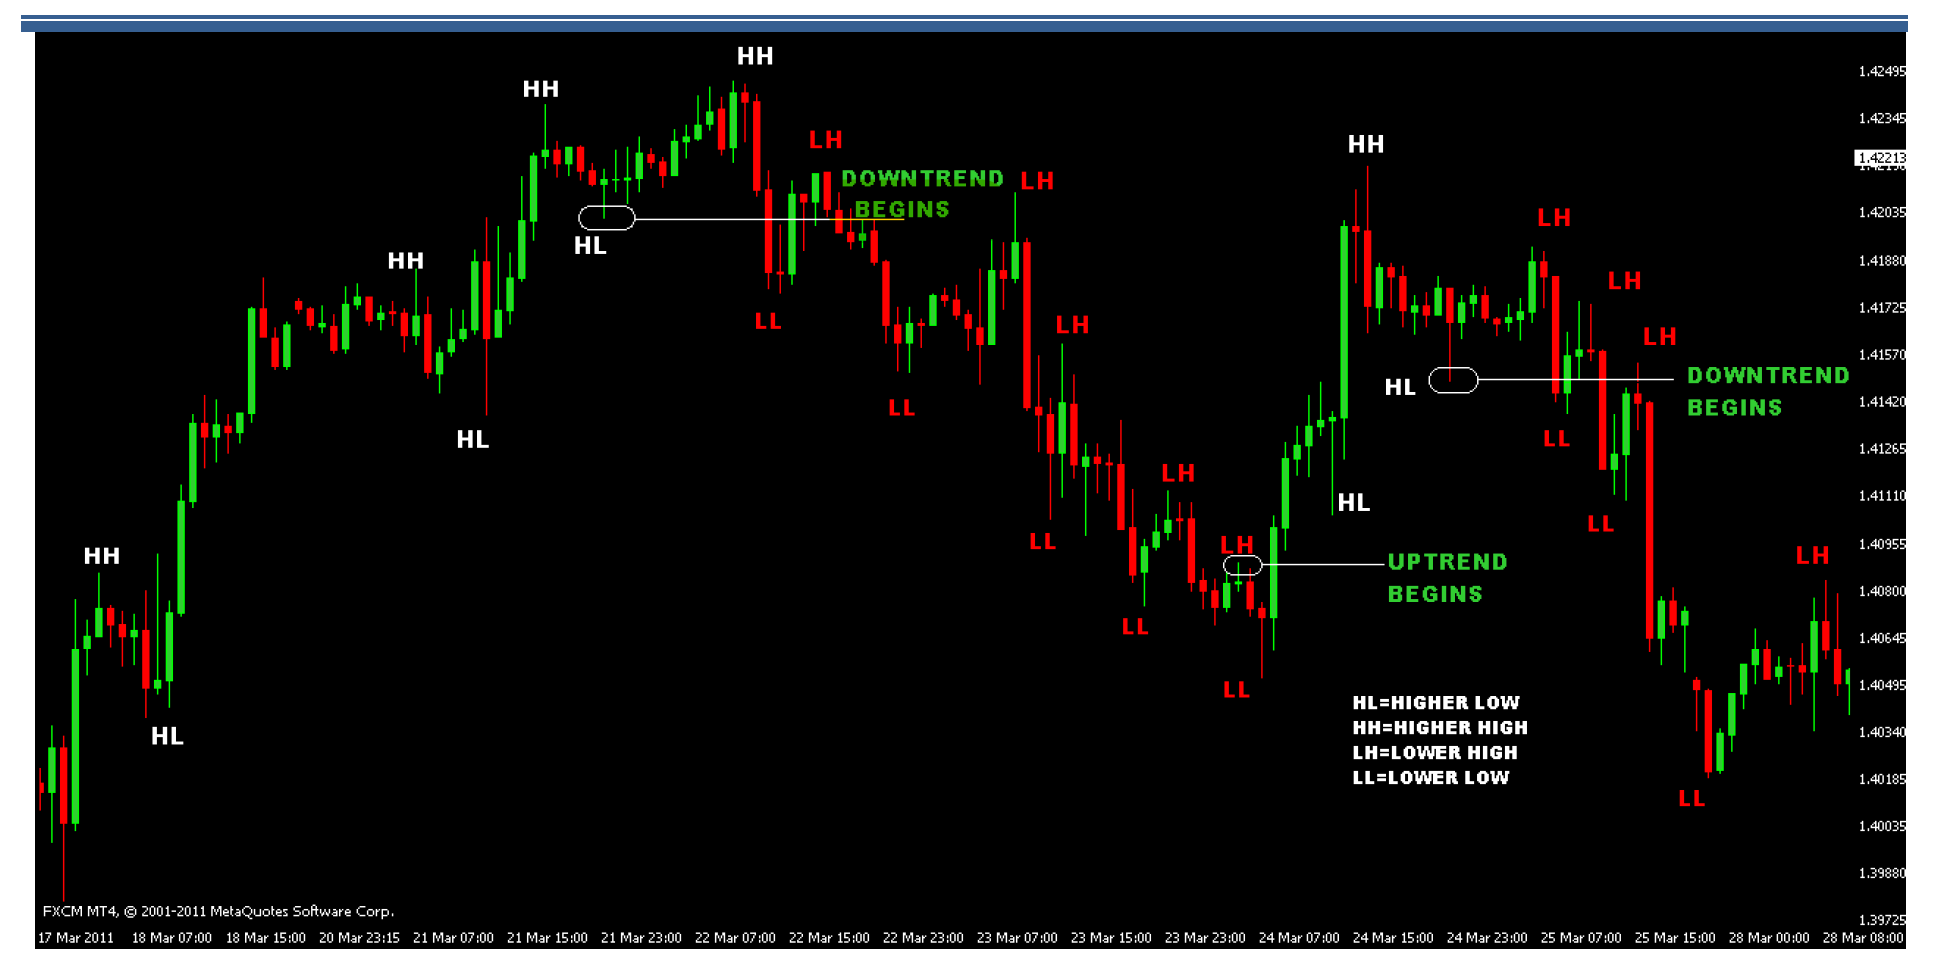 HH
HH
HH
HH
HH
HL
HL
HL
HL
HL
LH
LH
LH
LH
LH
LH
LH
LH
LH
LL
LL
LL
LL
LL
LL
LL
LL
DOWNTREND
BEGINS
UPTREND
BEGINS
DOWNTREND
BEGINS
HL=HIGHER LOW
HH=HIGHER HIGH
LH=LOWER HIGH
LL=LOWER LOW
1.42495
1.42345
1.42213
1.42035
1.41880
1.41725
1.41570
1.41420
1.41265
1.41110
1.40955
1.40800
1.40645
1.40495
1.40340
1.40185
1.40035
1.39880
1.39725
FXCM MT4, © 2001-2011 MetaQuotes Software Corp.
17 Mar 2011 18 Mar 07:00 18 Mar 15:00 20 Mar 23:15 21 Mar 07:00 21 Mar 15:00 21 Mar 23:00 22 Mar 07:00 22 Mar 15:00 22 Mar 23:00 23 Mar 07:00 23 Mar 15:00 23 Mar 23:00 24 Mar 07:00 24 Mar 15:00 24 Mar 23:00 25 Mar 07:00 25 Mar 15:00 28 Mar 00:00 28 Mar 08:00